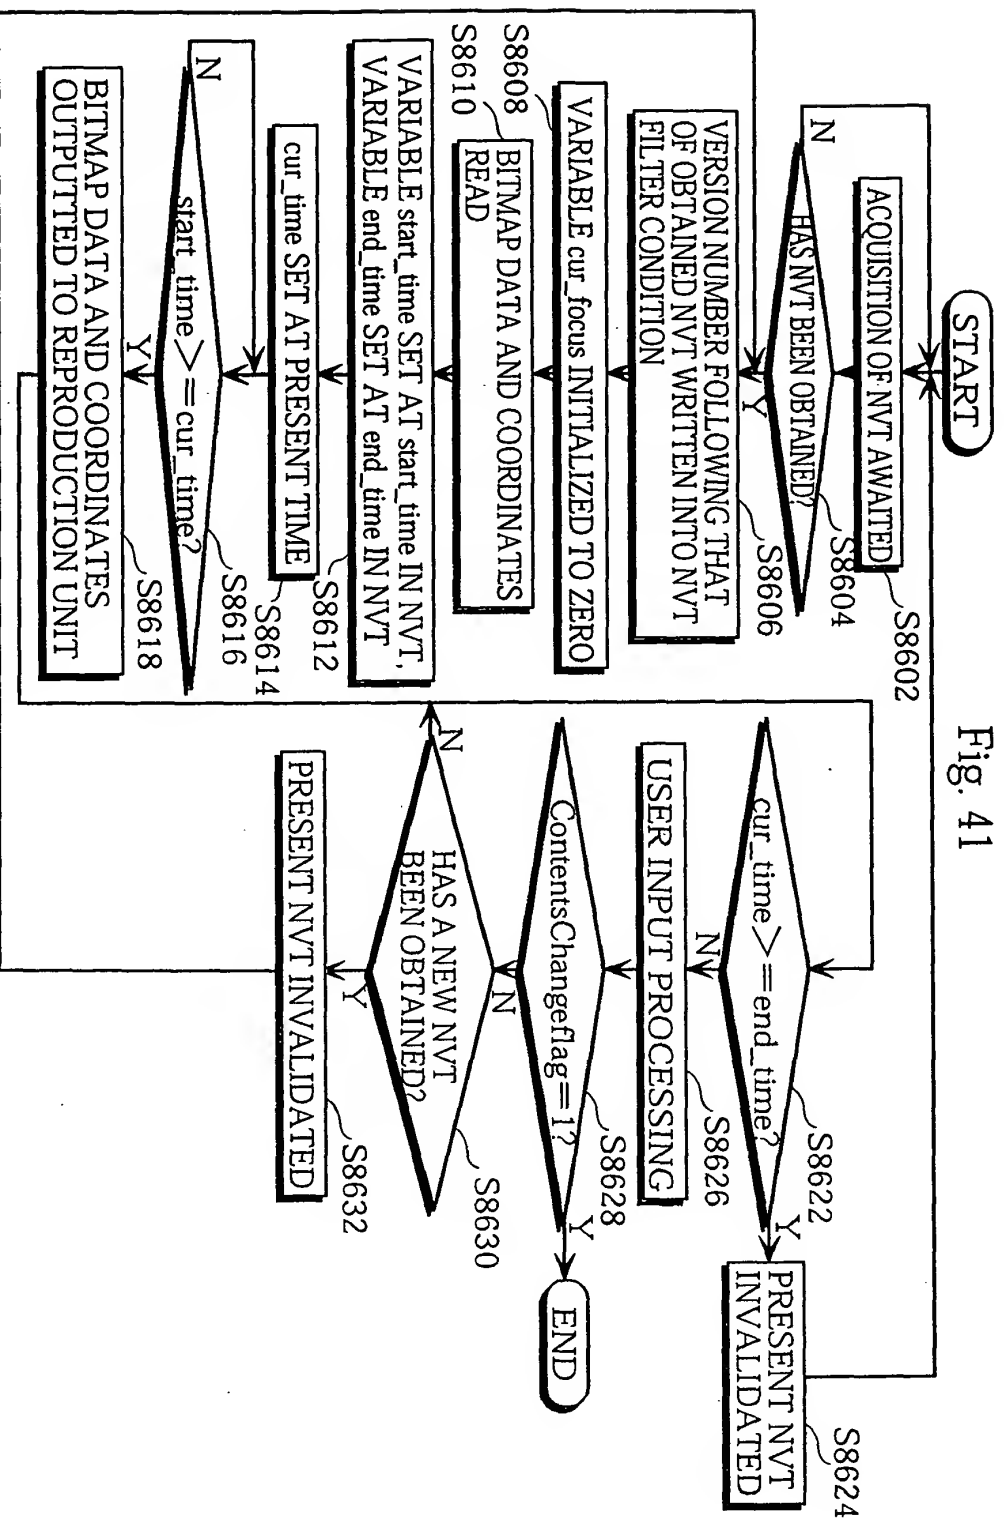 Fig. 41
START
ACQUISITION OF NVT AWAITED
S8602
HAS NVT BEEN OBTAINED?
S8604
N
Y
VERSION NUMBER FOLLOWING THAT
OF OBTAINED NVT WRITTEN INTO NVT
FILTER CONDITION
S8606
VARIABLE cur_focus INITIALIZED TO ZERO
S8608
BITMAP DATA AND COORDINATES
READ
S8610
VARIABLE start_time SET AT start_time IN NVT,
VARIABLE end_time SET AT end_time IN NVT
S8612
cur_time SET AT PRESENT TIME
S8614
start_time>=cur_time?
S8616
N
Y
BITMAP DATA AND COORDINATES
OUTPUTTED TO REPRODUCTION UNIT
S8618
cur_time>=end_time?
S8622
Y
N
PRESENT NVT
INVALIDATED
S8624
USER INPUT PROCESSING
S8626
ContentsChangeflag==1?
S8628
Y
N
END
HAS A NEW NVT
BEEN OBTAINED?
S8630
N
Y
PRESENT NVT INVALIDATED
S8632